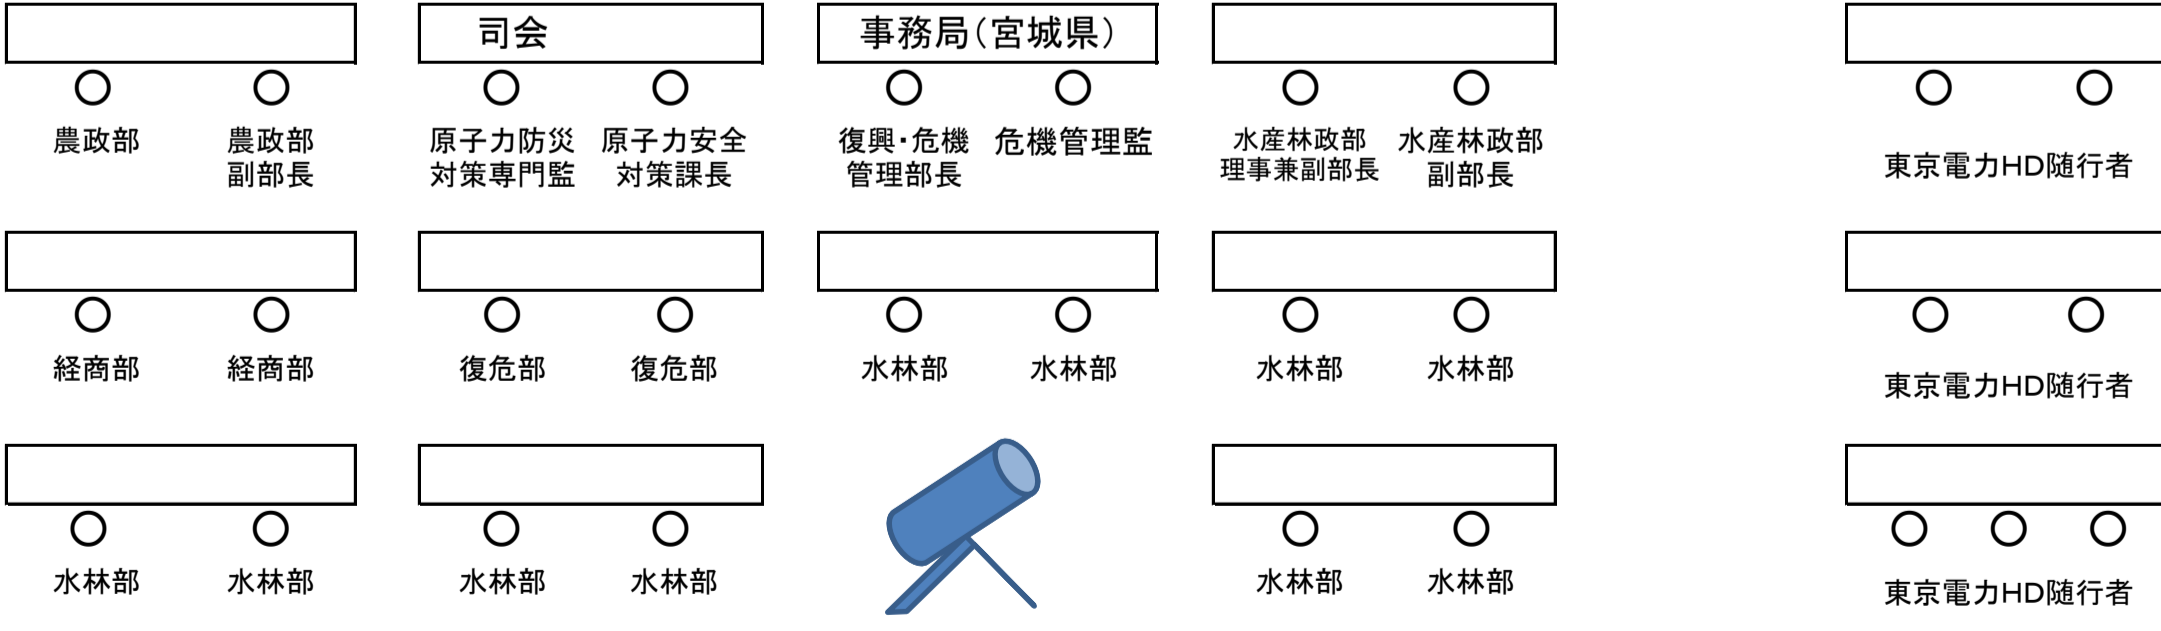 司会
事務局(宮城県)
農政部
農政部
副部長
原子力防災
対策専門監
原子力安全
対策課長
復興・危機
管理部長
危機管理監
水産林政部
理事兼副部長
水産林政部
副部長
東京電力HD随行者
経商部
経商部
復危部
復危部
水林部
水林部
水林部
水林部
東京電力HD随行者
水林部
水林部
水林部
水林部
水林部
水林部
東京電力HD随行者